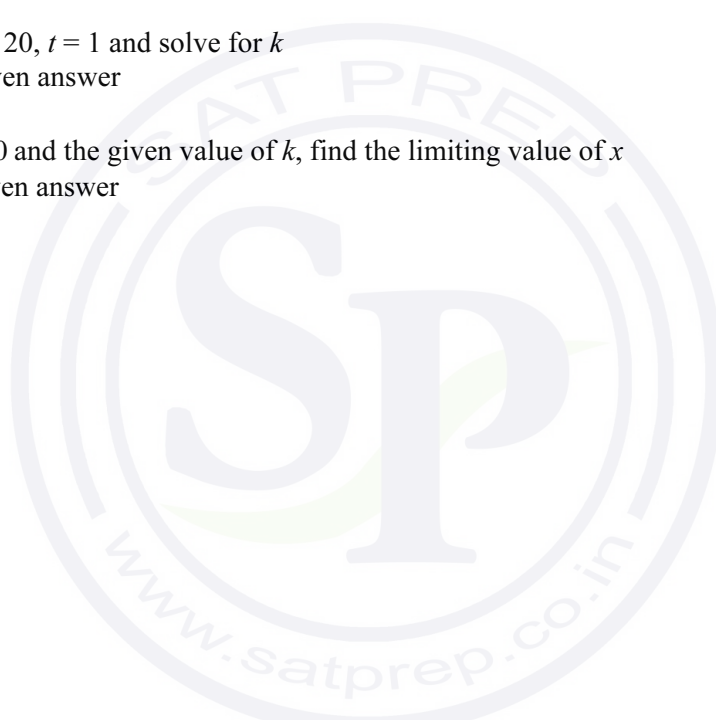 20, t = 1 and solve for k
en answer
0 and the given value of k, find the limiting value of x
en answer
SAT PREP
SP
www.satprep.co.in